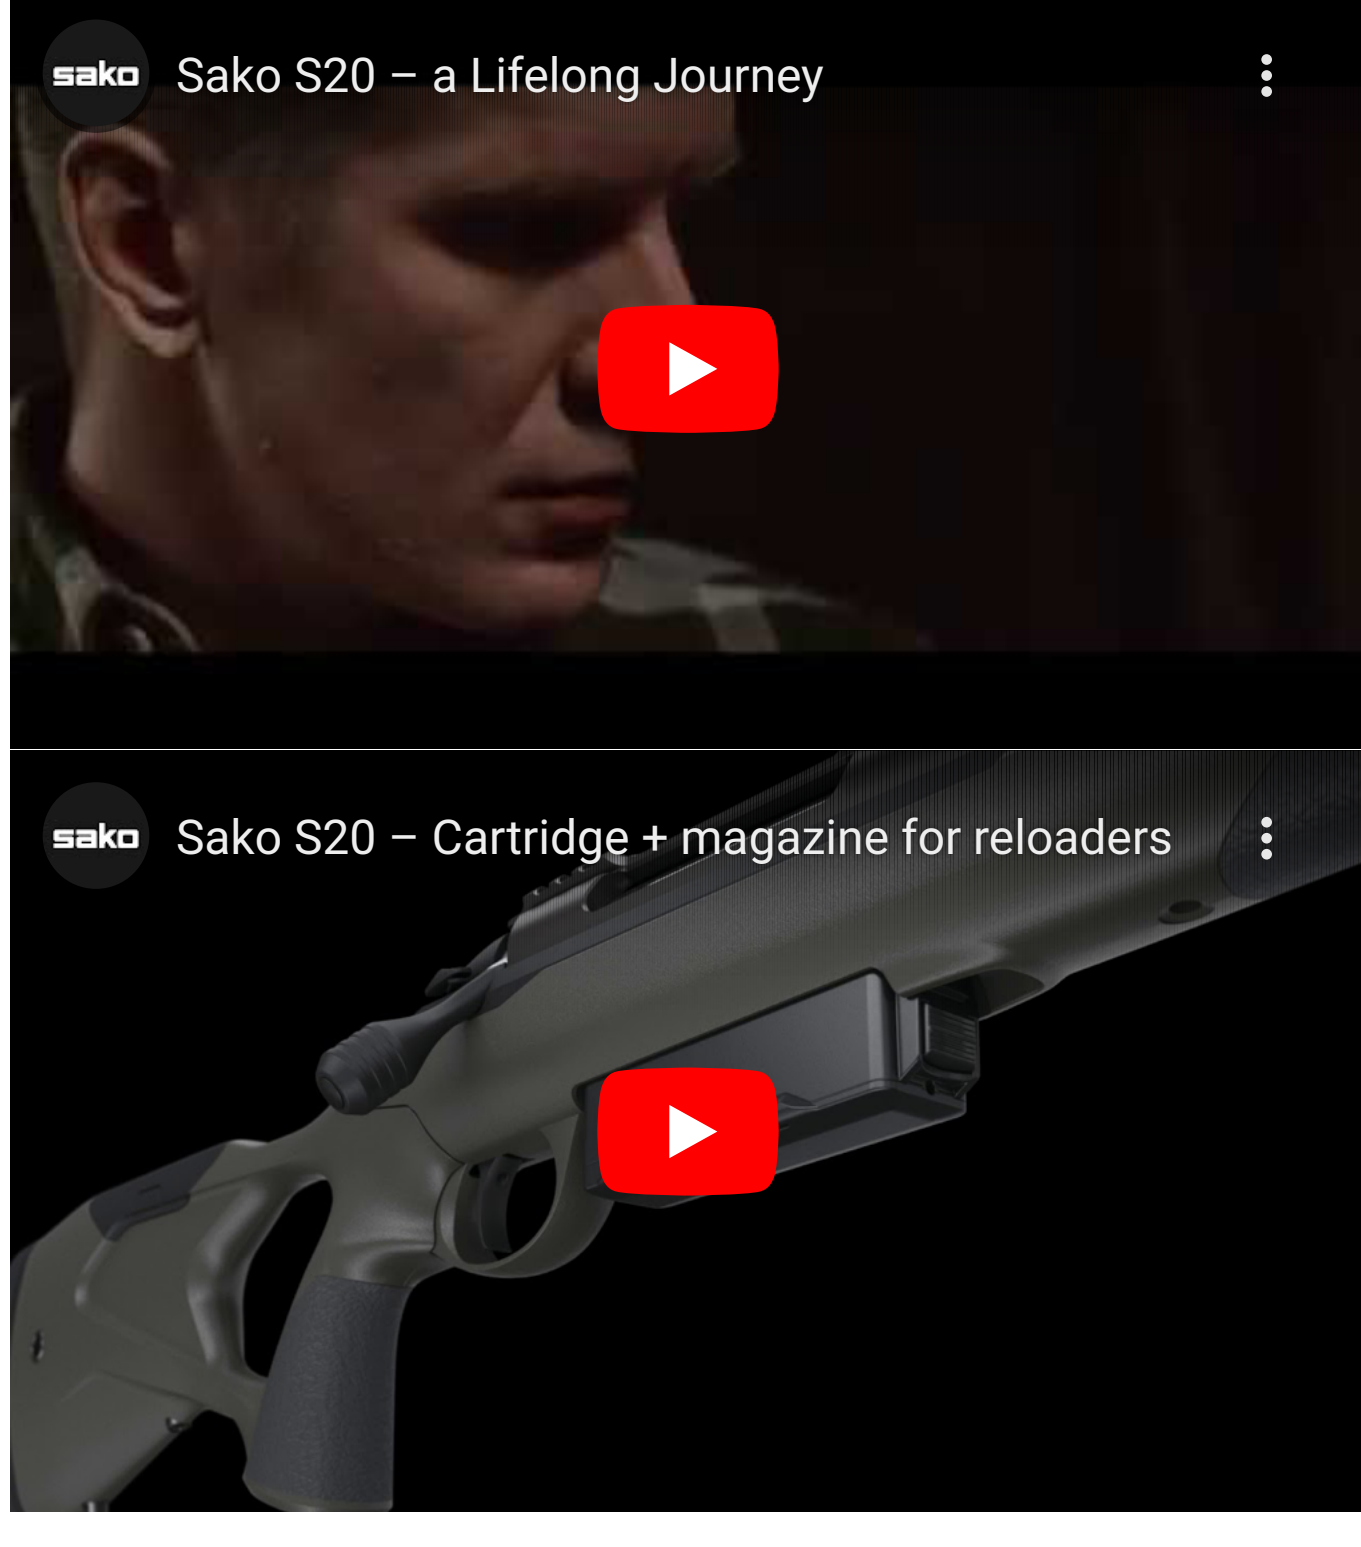 sako
Sako S20 – a Lifelong Journey
sako
Sako S20 – Cartridge + magazine for reloaders